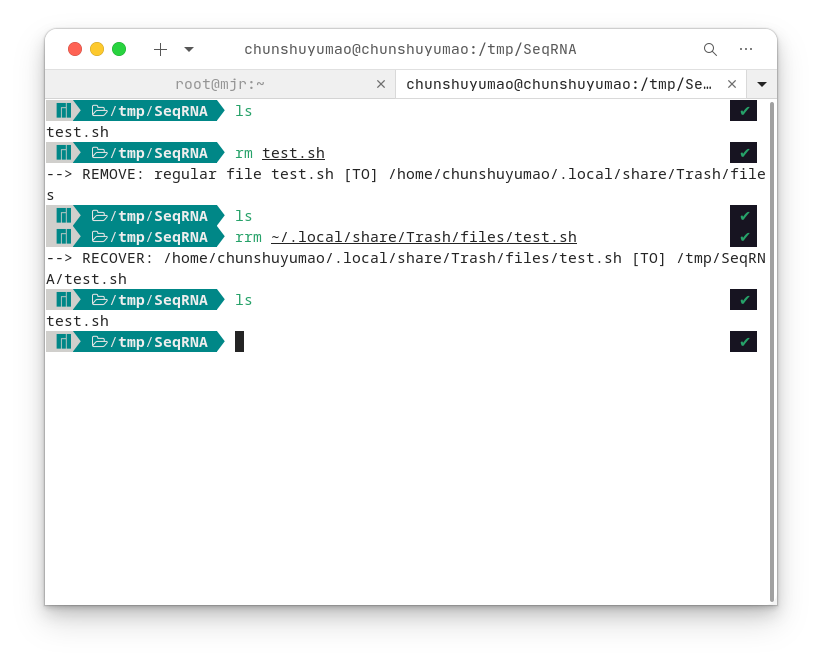 chunshuyumao@chunshuyumao:/tmp/SeqRNA
root@mjr:~
chunshuyumao@chunshuyumao:/tmp/Se…
/tmp/SeqRNA ls
test.sh
/tmp/SeqRNA rm test.sh
--> REMOVE: regular file test.sh [TO] /home/chunshuyumao/.local/share/Trash/file
s
/tmp/SeqRNA ls
/tmp/SeqRNA rrm ~/.local/share/Trash/files/test.sh
--> RECOVER: /home/chunshuyumao/.local/share/Trash/files/test.sh [TO] /tmp/SeqRN
A/test.sh
/tmp/SeqRNA ls
test.sh
/tmp/SeqRNA